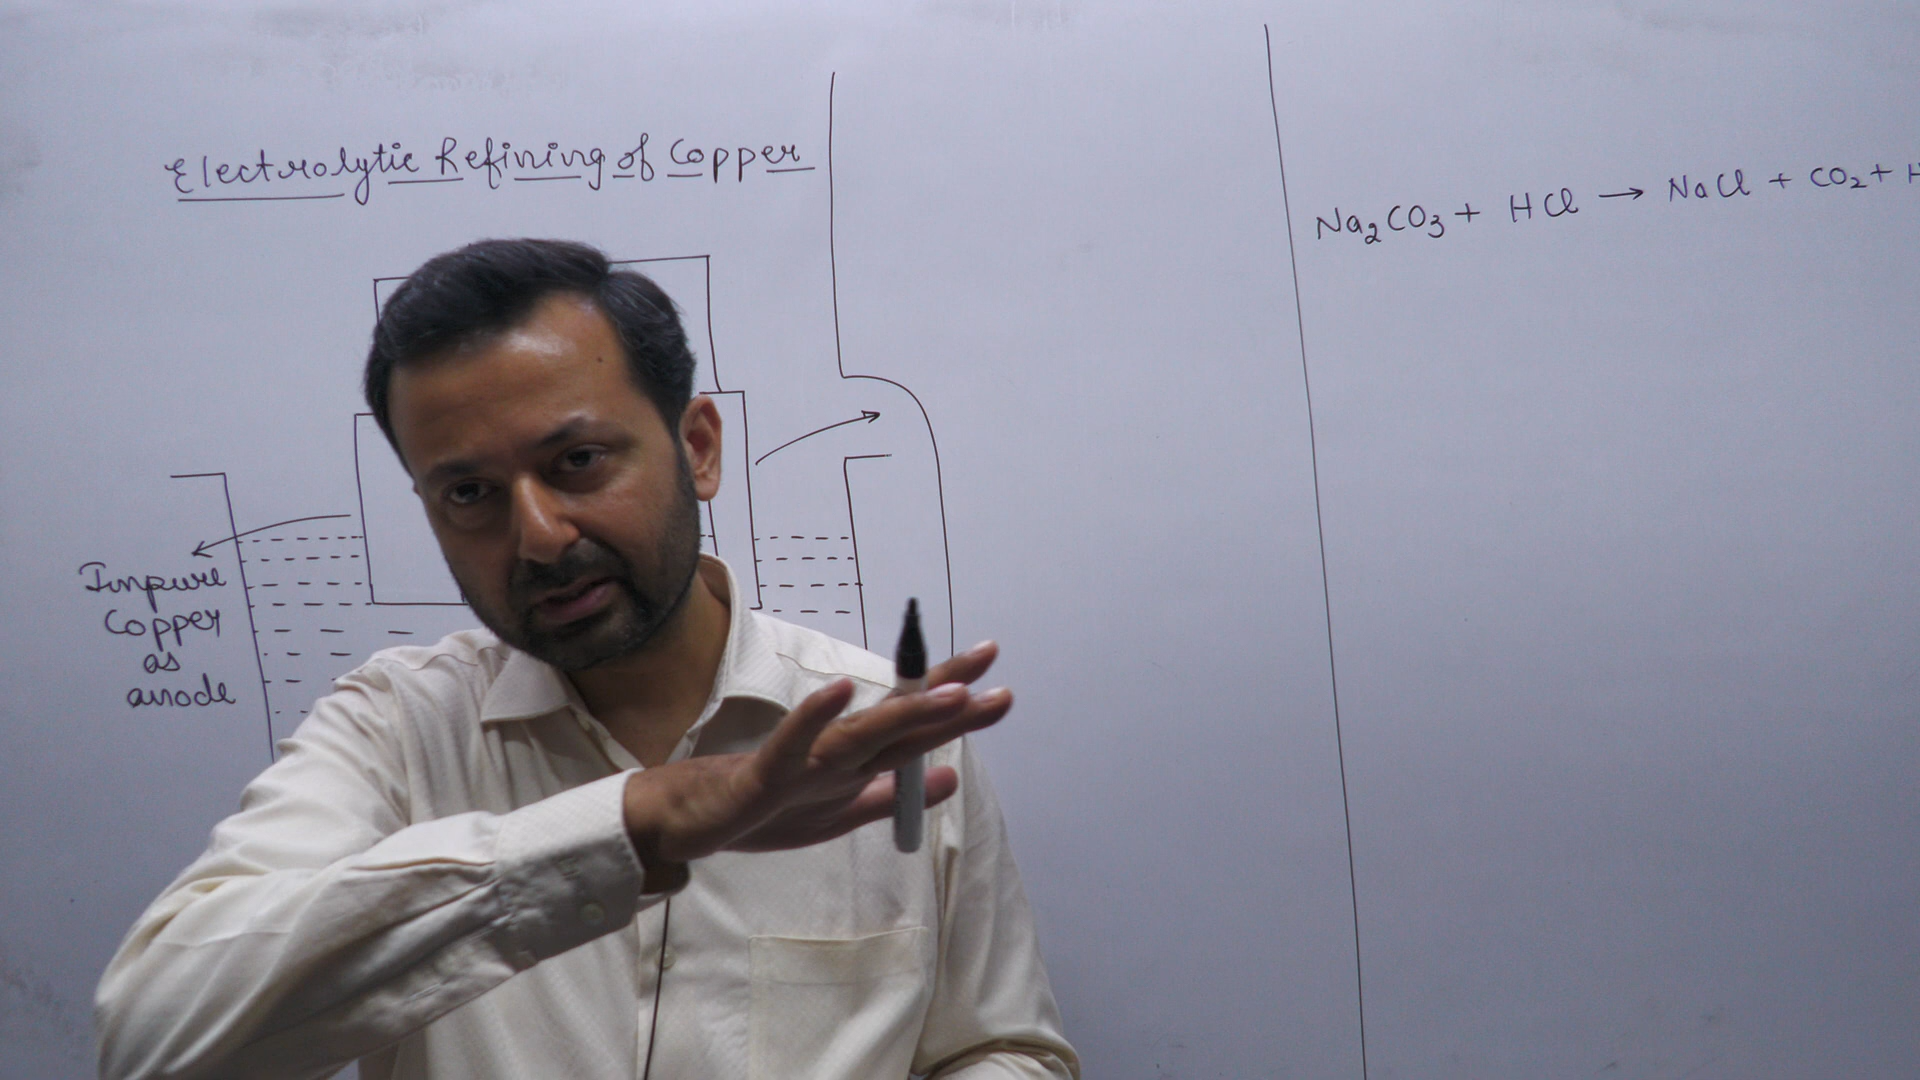 Electrolytic Refining of Copper
Impure
Copper
as
anode
Na₂CO₃ + HCl → NaCl + CO₂ + H